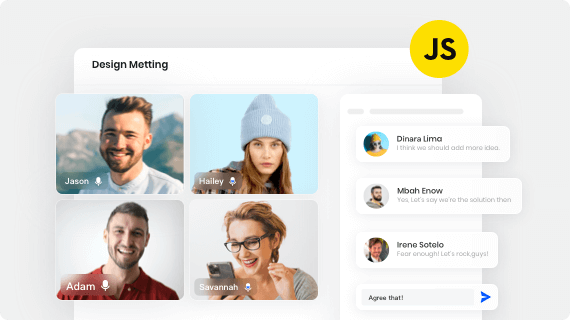 JS
Design Metting
Jason
Hailey
Adam
Savannah
Dinara Lima
I think we should add more idea.
Mbah Enow
Yes, Let's say we're the solution then
Irene Sotelo
Fear enough! Let's rock,guys!
Agree that!